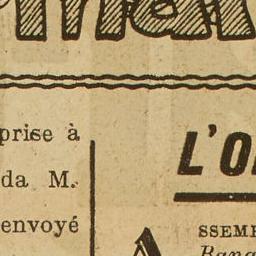 prise à
da M.
envoyé
L'O
A SSEME
Bang